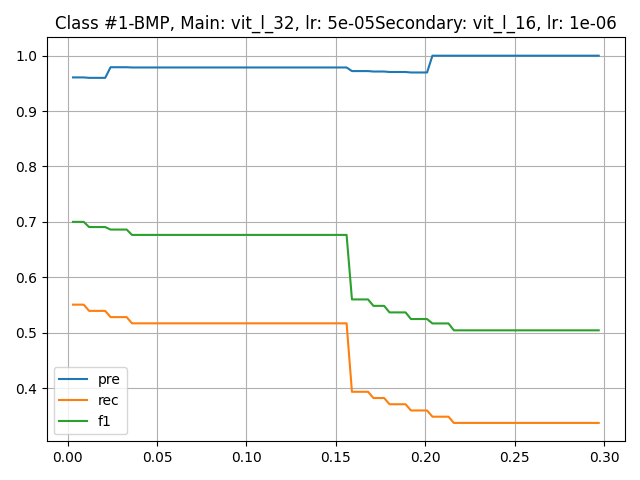 Class #1-BMP, Main: vit_l_32, lr: 5e-05Secondary: vit_l_16, lr: 1e-06
1.0
0.9
0.8
0.7
0.6
0.5
0.4
pre
rec
f1
0.00 0.05 0.10 0.15 0.20 0.25 0.30